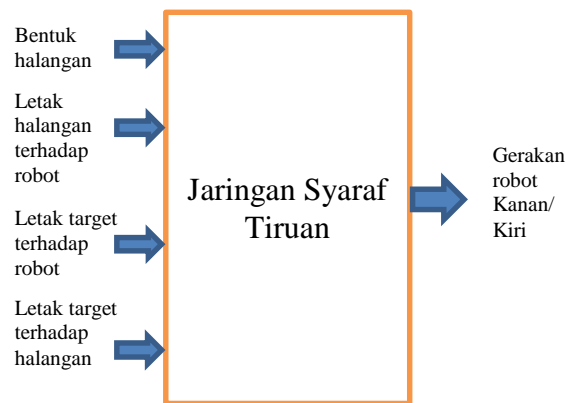 Bentuk
halangan
Letak
halangan
terhadap
robot
Letak target
terhadap
robot
Letak target
terhadap
halangan
Jaringan Syaraf
Tiruan
Gerakan
robot
Kanan/
Kiri